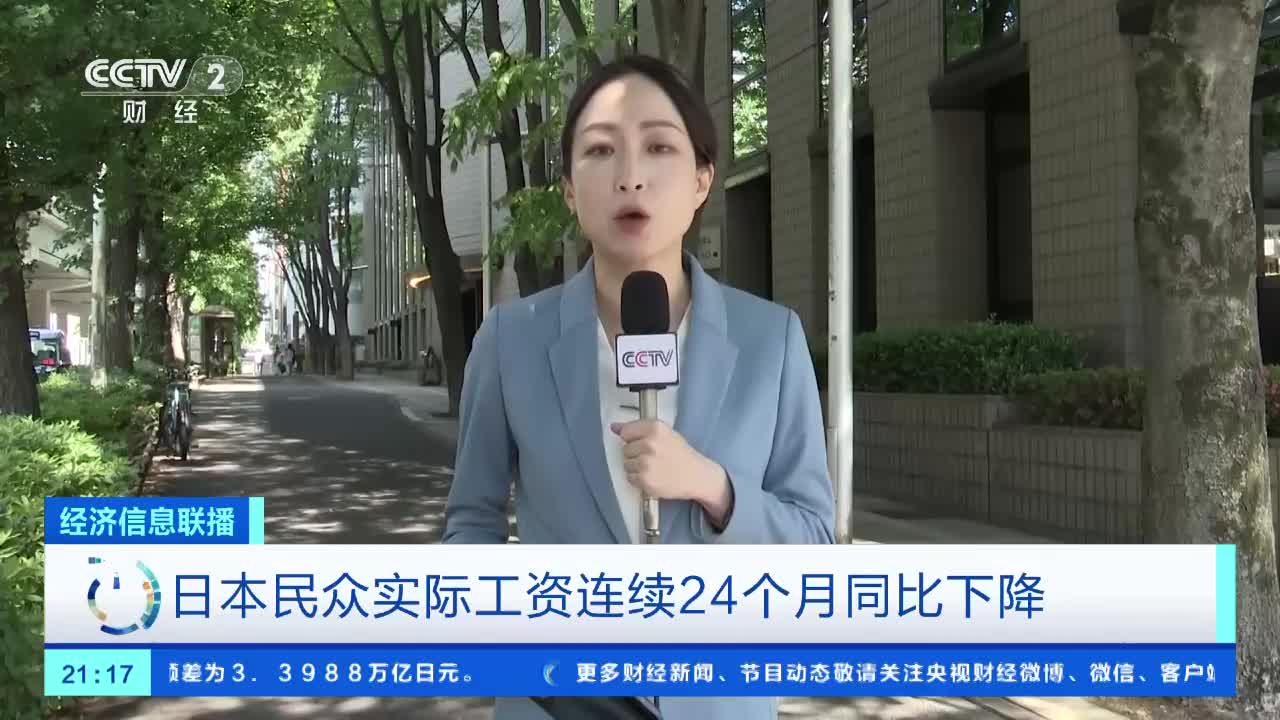 CCTV 2
财经
CCTV
经济信息联播
日本民众实际工资连续24个月同比下降
21:17
额差为3.3988万亿日元。 更多财经新闻、节目动态敬请关注央视财经微博、微信、客户端